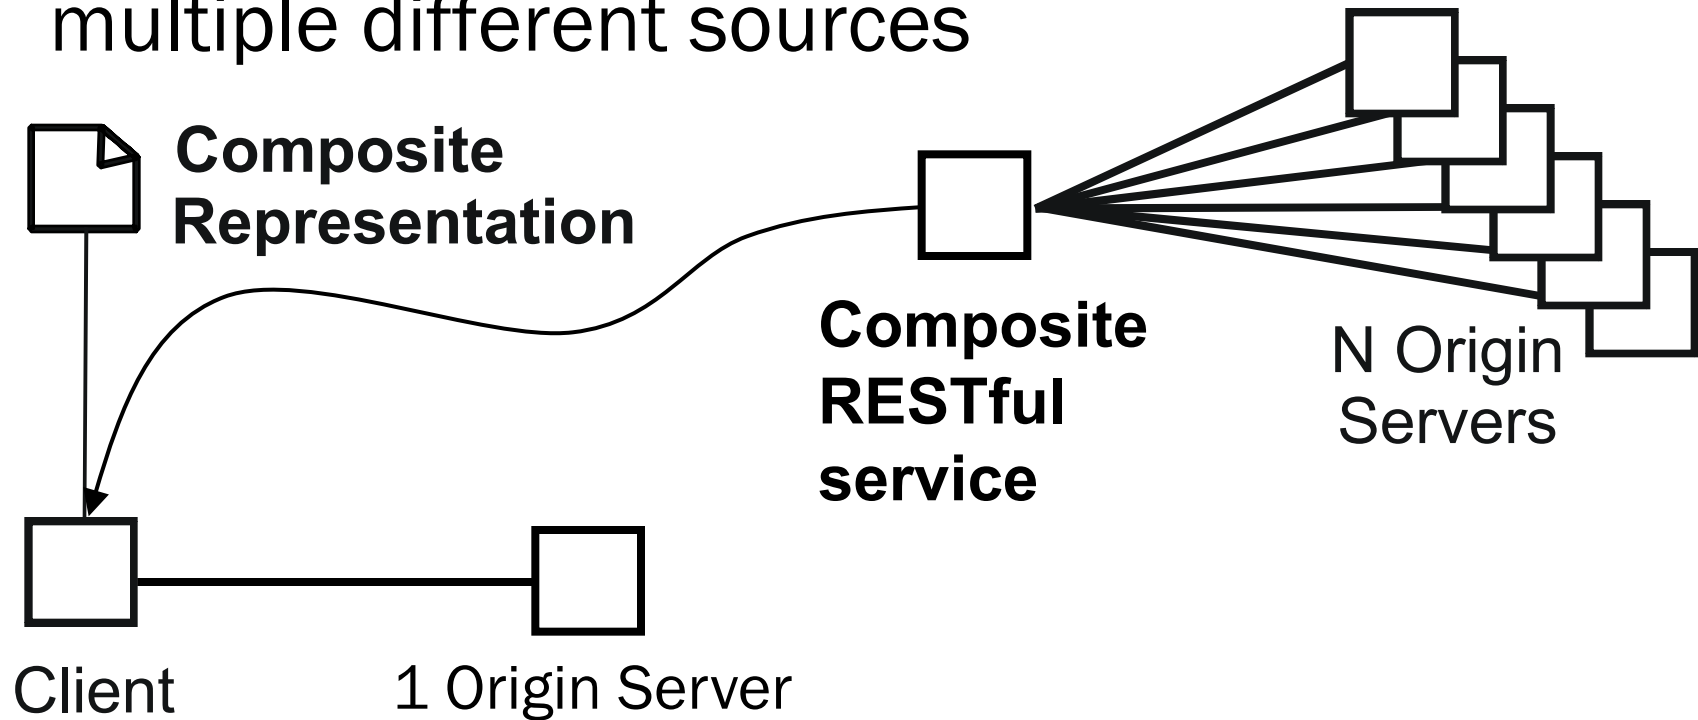 multiple different sources
Composite
Representation
Composite
RESTful
service
N Origin
Servers
Client
1 Origin Server